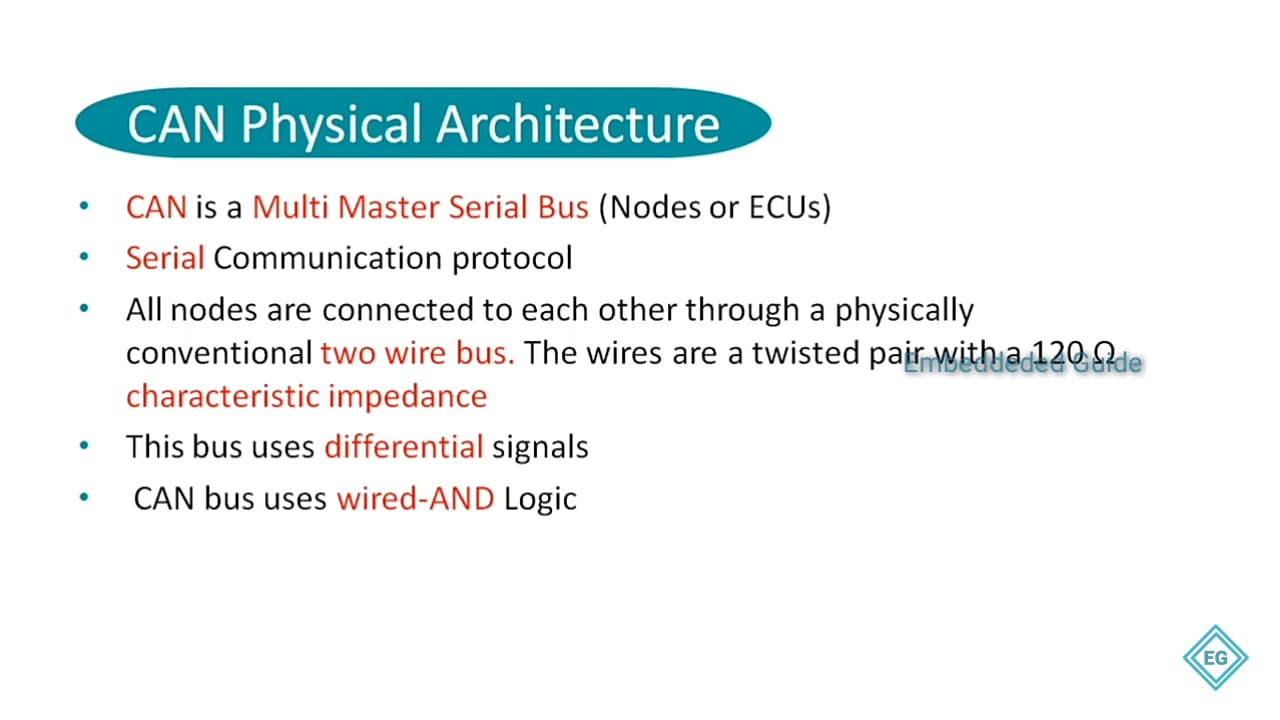 CAN Physical Architecture
• CAN is a Multi Master Serial Bus (Nodes or ECUs)
• Serial Communication protocol
• All nodes are connected to each other through a physically
conventional two wire bus. The wires are a twisted pair with a 120 Ω
Embeddeded Guide
characteristic impedance
• This bus uses differential signals
• CAN bus uses wired-AND Logic
EG